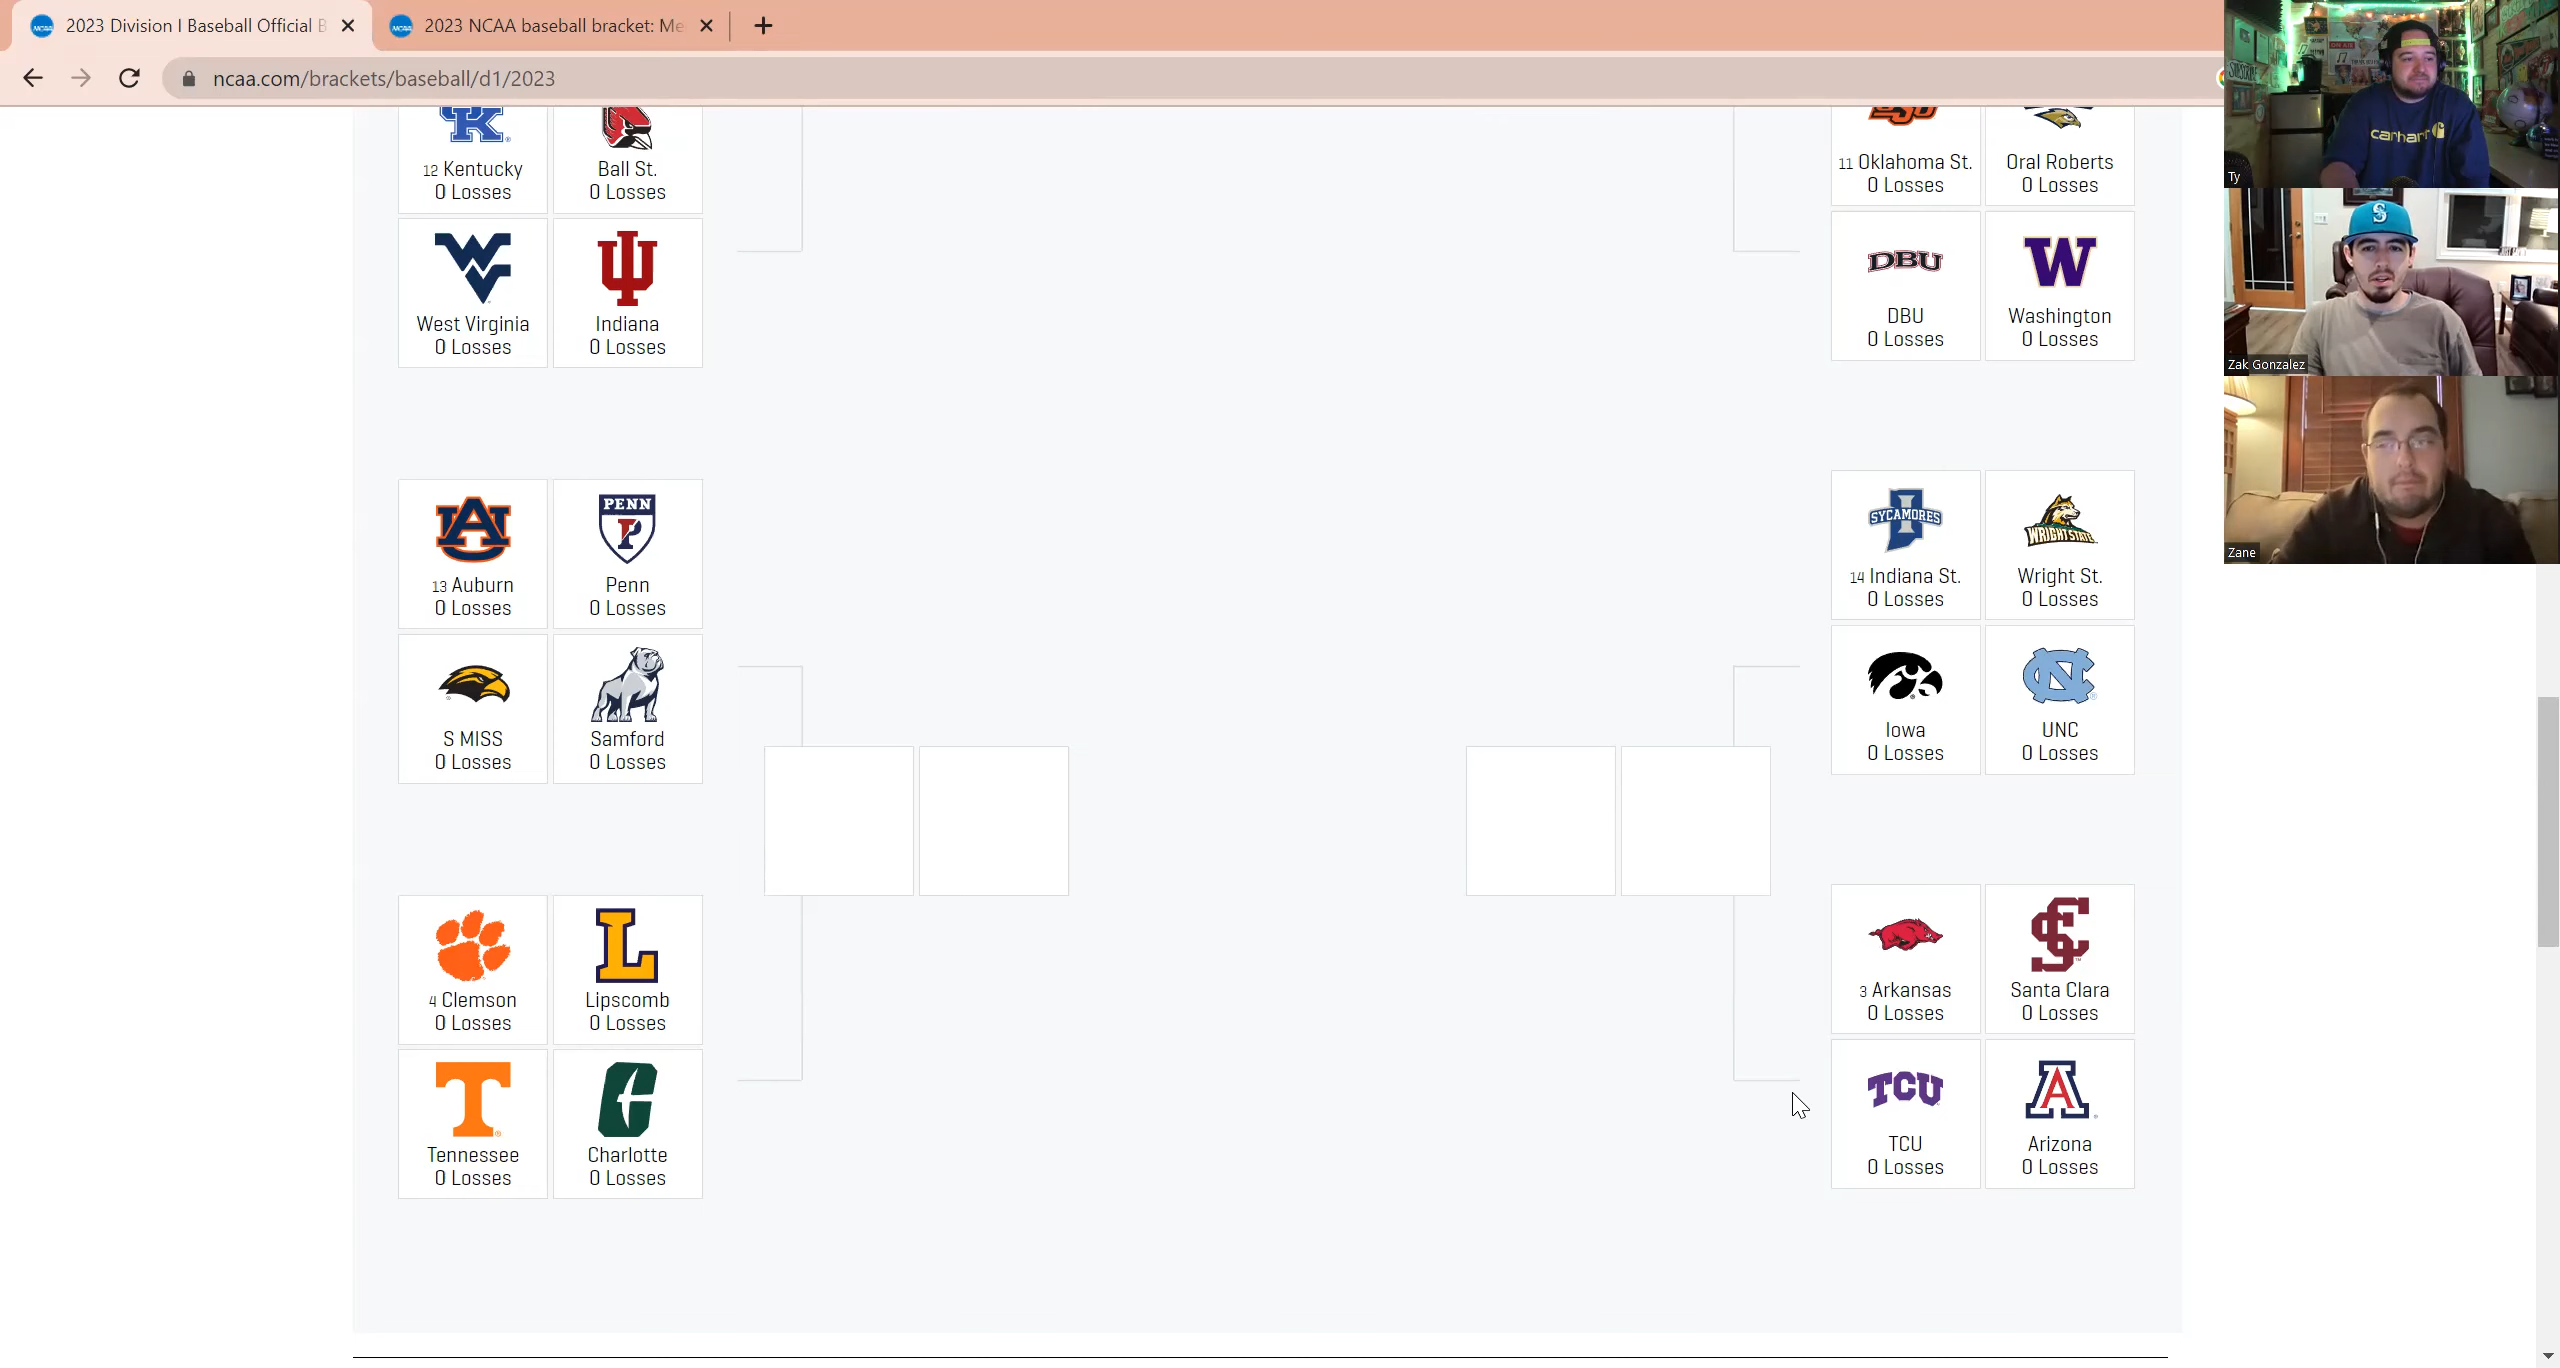 2023 Division I Baseball Official B
2023 NCAA baseball bracket: Me
ncaa.com/brackets/baseball/d1/2023
12 Kentucky
0 Losses
Ball St.
0 Losses
West Virginia
0 Losses
Indiana
0 Losses
PENN
13 Auburn
0 Losses
Penn
0 Losses
S MISS
0 Losses
Samford
0 Losses
4 Clemson
0 Losses
Lipscomb
0 Losses
Tennessee
0 Losses
Charlotte
0 Losses
11 Oklahoma St.
0 Losses
Oral Roberts
0 Losses
DBU
DBU
0 Losses
W
Washington
0 Losses
SYCAMORES
WRIGHT STATE
14 Indiana St.
0 Losses
Wright St.
0 Losses
Iowa
0 Losses
UNC
0 Losses
3 Arkansas
0 Losses
Santa Clara
0 Losses
TCU
TCU
0 Losses
A
Arizona
0 Losses
carhartt
Ty
Zak Gonzalez
Zane